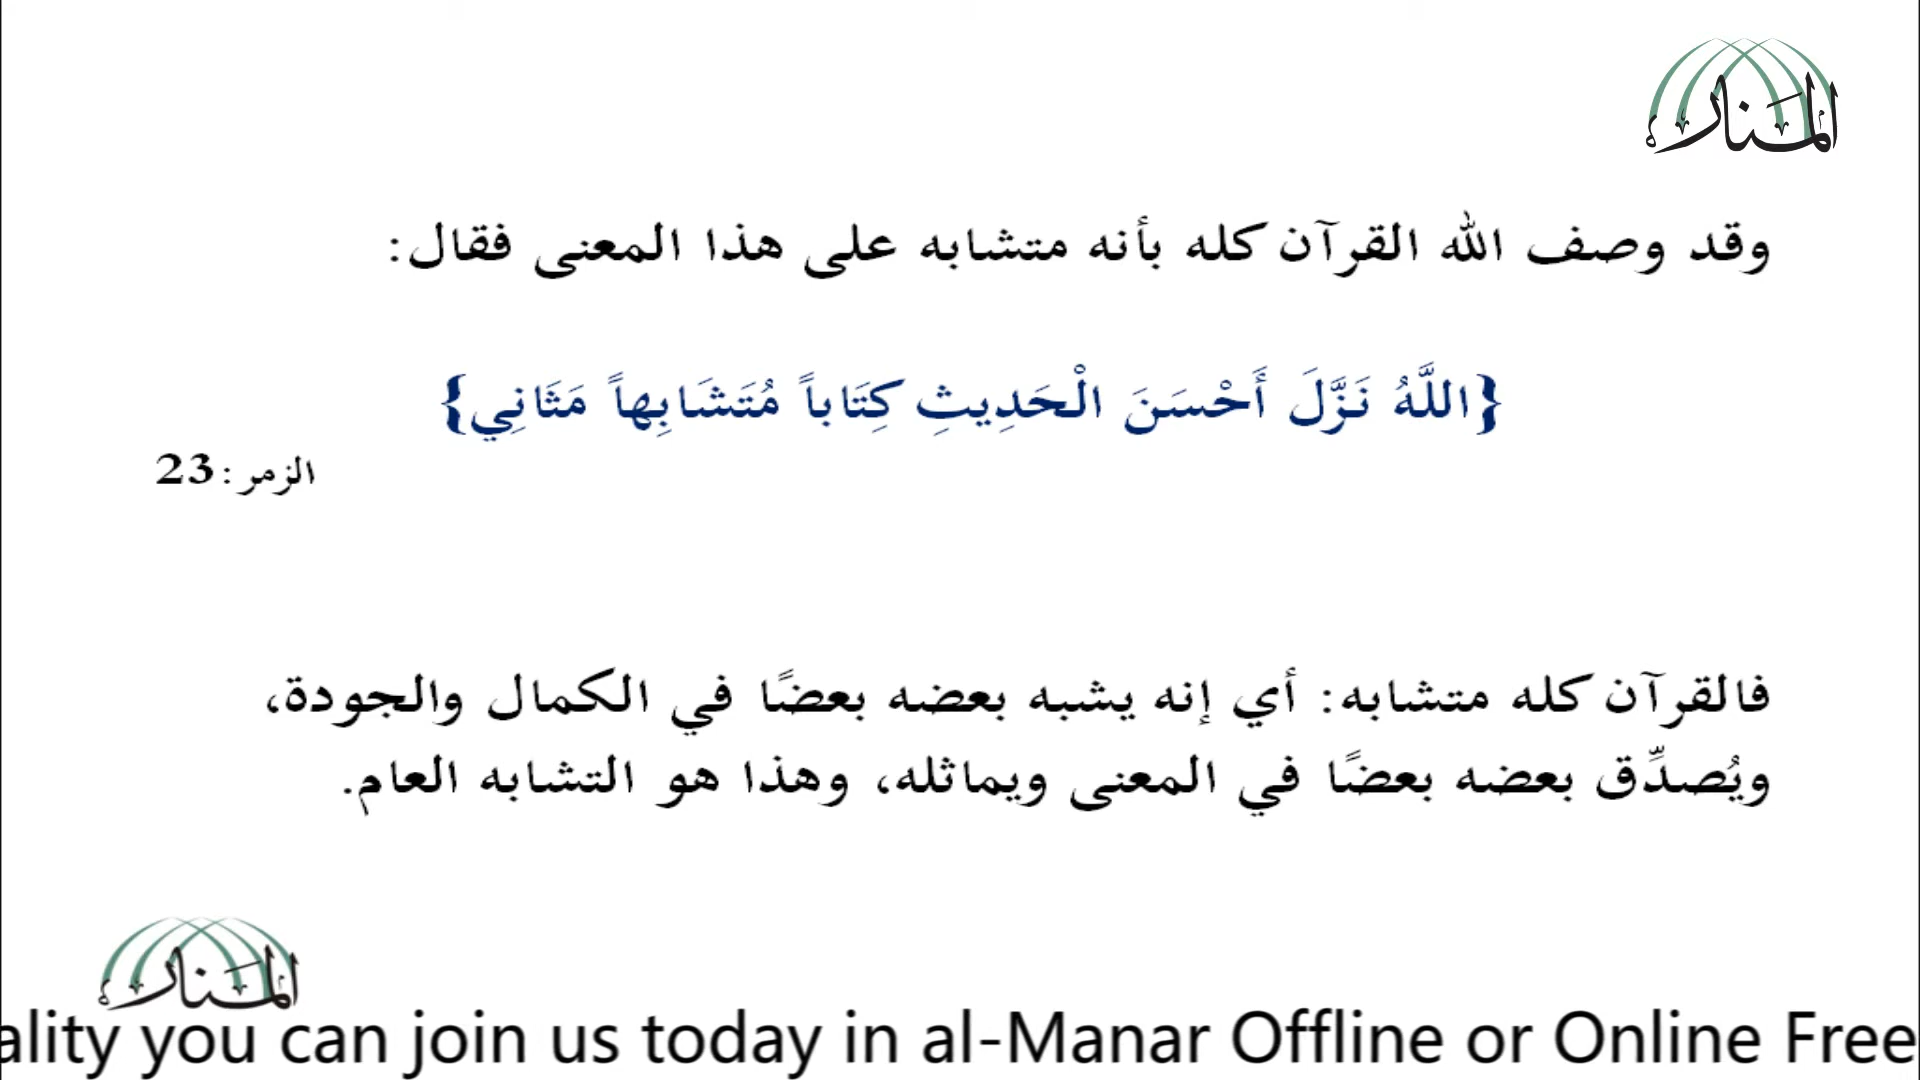 المنار
وقد وصف الله القرآن كله بأنه متشابه على هذا المعنى فقال:
{اللَّهُ نَزَّلَ أَحْسَنَ الْحَدِيثِ كِتَاباً مُتَشَابِهاً مَثَانِي}
الزمر:23
فالقرآن كله متشابه: أي إنه يشبه بعضه بعضًا في الكمال والجودة،
ويُصدِّق بعضه بعضًا في المعنى ويماثله، وهذا هو التشابه العام.
المنار
ality you can join us today in al-Manar Offline or Online Free